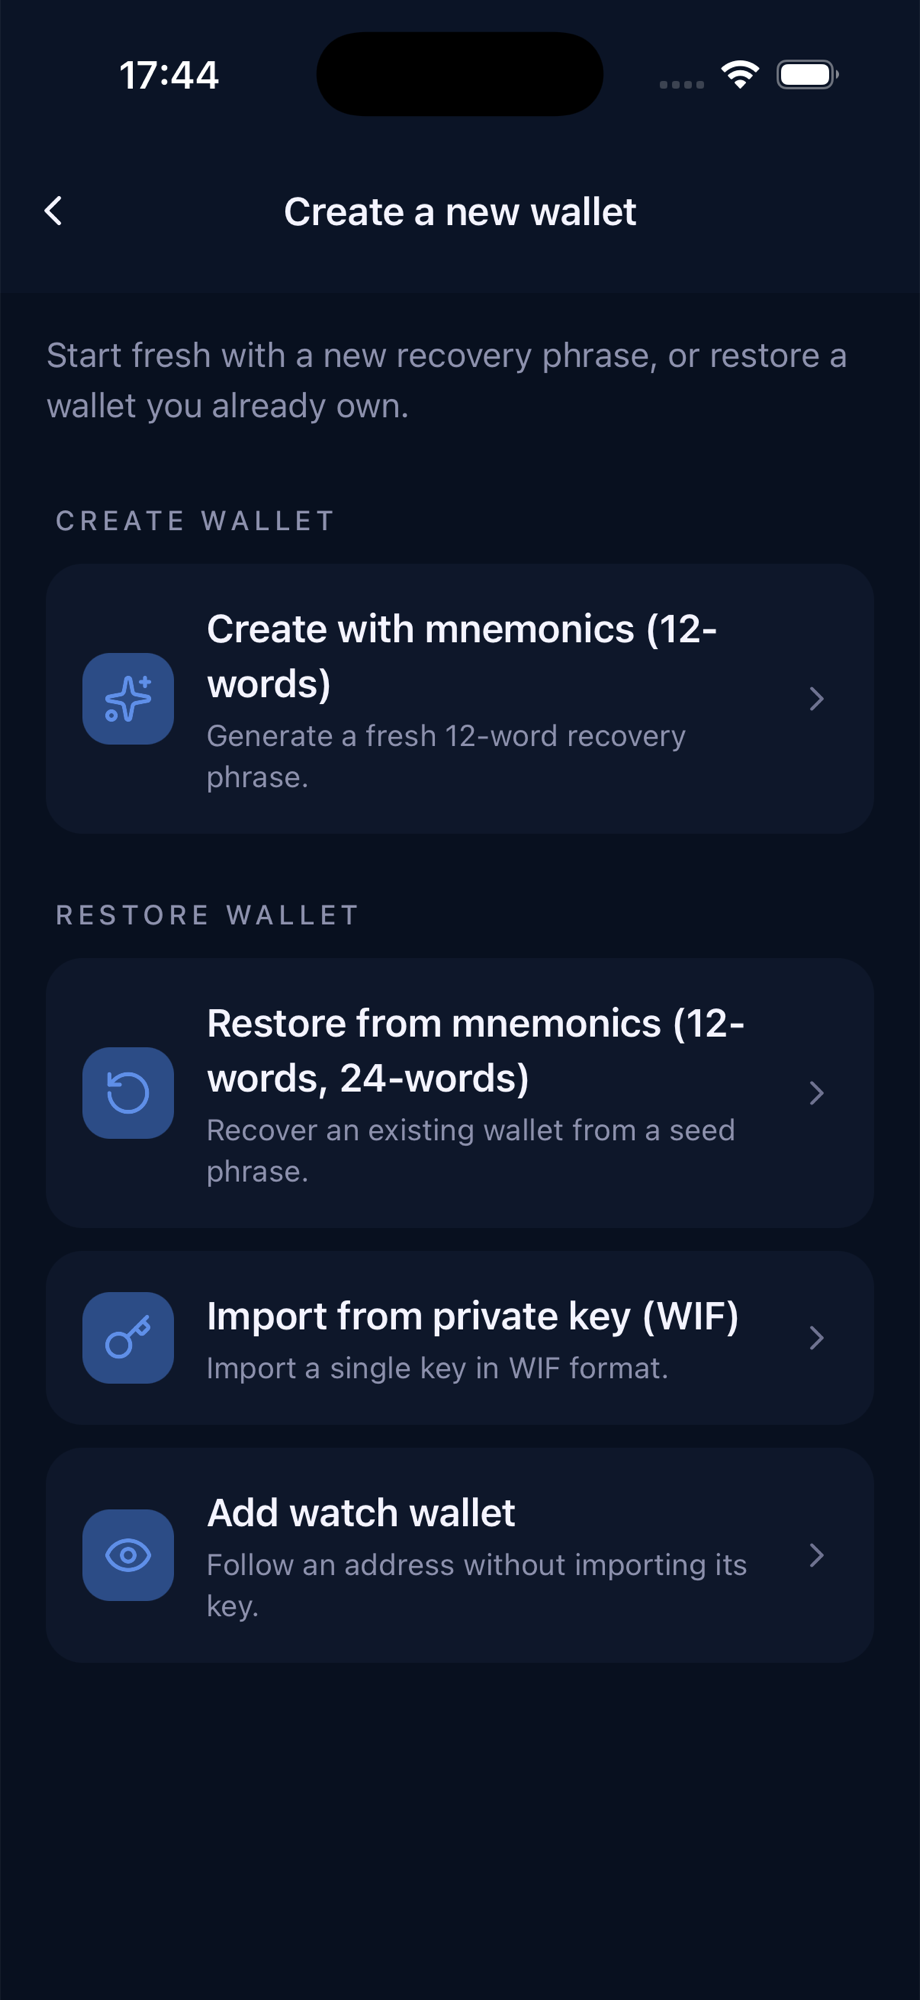 17:44
Create a new wallet
Start fresh with a new recovery phrase, or restore a
wallet you already own.
CREATE WALLET
Create with mnemonics (12-
words)
Generate a fresh 12-word recovery
phrase.
RESTORE WALLET
Restore from mnemonics (12-
words, 24-words)
Recover an existing wallet from a seed
phrase.
Import from private key (WIF)
Import a single key in WIF format.
Add watch wallet
Follow an address without importing its
key.